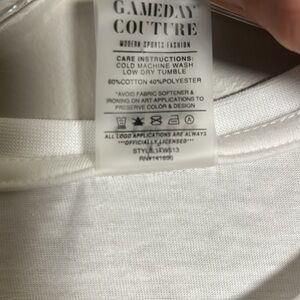 GAMEDAY
COUTURE
MODERN SPORTS FASHION
CARE INSTRUCTIONS:
COLD MACHINE WASH
LOW DRY TUMBLE
60%COTTON 40%POLYESTER
*AVOID FABRIC SOFTENER &
IRONING ON ART APPLICATIONS TO
PRESERVE COLOR & DESIGN
ALL LOGO APPLICATIONS ARE ALWAYS
***OFFICIALLY LICENSED***
STYLE: